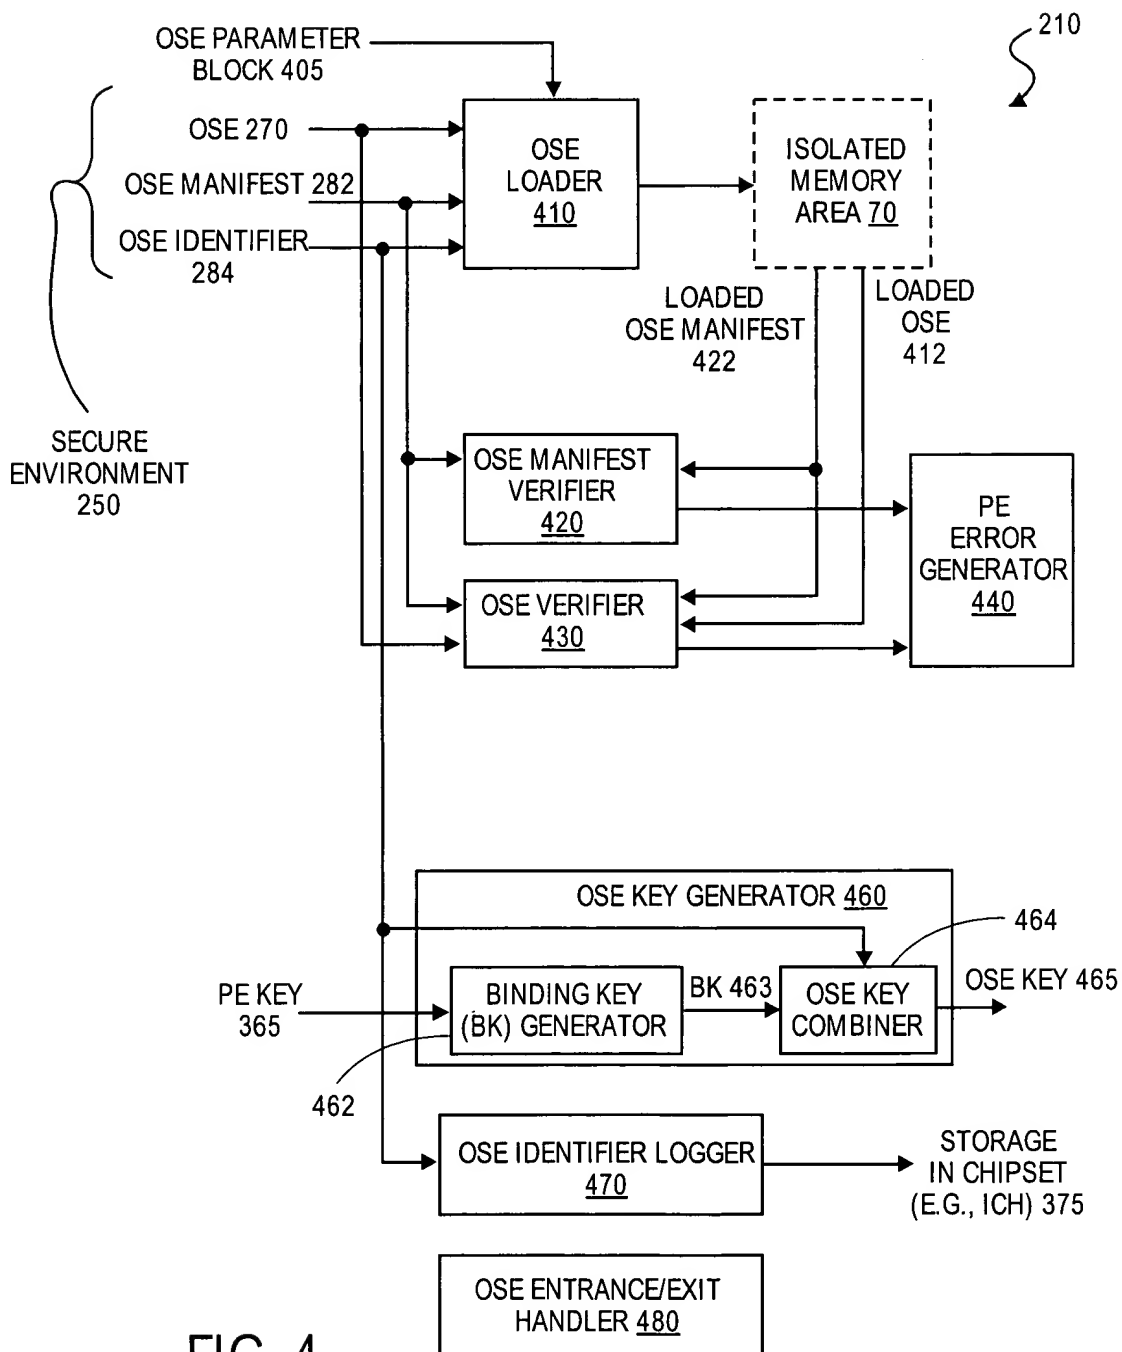 210
OSE PARAMETER
BLOCK 405
OSE 270
OSE MANIFEST 282
OSE IDENTIFIER
284
OSE
LOADER
410
ISOLATED
MEMORY
AREA 70
LOADED
OSE MANIFEST
422
LOADED
OSE
412
SECURE
ENVIRONMENT
250
OSE MANIFEST
VERIFIER
420
PE
ERROR
GENERATOR
440
OSE VERIFIER
430
OSE KEY GENERATOR 460
464
PE KEY
365
BINDING KEY
(BK) GENERATOR
BK 463
OSE KEY
COMBINER
OSE KEY 465
462
OSE IDENTIFIER LOGGER
470
STORAGE
IN CHIPSET
(E.G., ICH) 375
OSE ENTRANCE/EXIT
HANDLER 480
FIG. 4